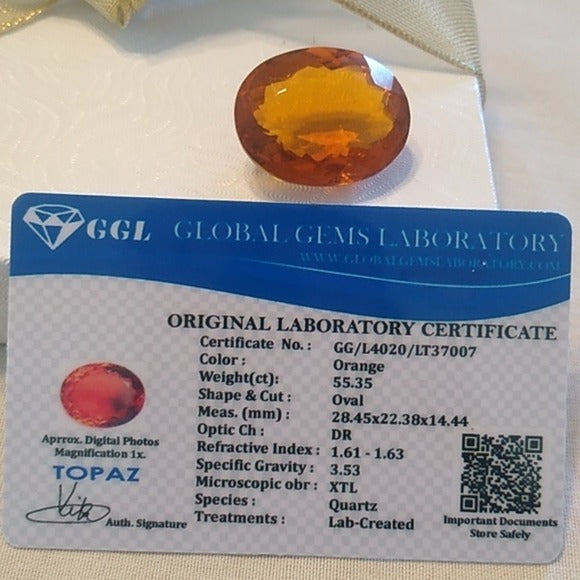 GGL GLOBAL GEMS LABORATORY
WWW.GLOBALGEMSLABORATORY.COM
ORIGINAL LABORATORY CERTIFICATE
Certificate No. : GG/L4020/LT37007
Color : Orange
Weight(ct): 55.35
Shape & Cut : Oval
Meas. (mm) : 28.45x22.38x14.44
Optic Ch : DR
Refractive Index : 1.61 - 1.63
Specific Gravity : 3.53
Microscopic obr : XTL
Species : Quartz
Treatments : Lab-Created
Aprrox. Digital Photos
Magnification 1x.
TOPAZ
Auth. Signature
Important Documents
Store Safely